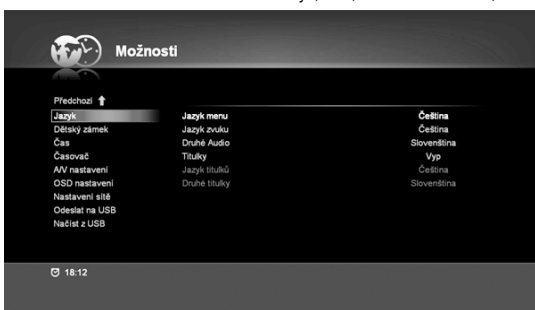 Možnosti
Předchozí
Jazyk
Jazyk menu Čeština
Dětský zámek
Jazyk zvuku Čeština
Čas
Druhé Audio Slovenština
Časovač
Titulky Vyp
A/V nastavení
Jazyk titulků Čeština
OSD nastavení
Druhé titulky Slovenština
Nastavení sítě
Odeslat na USB
Načíst z USB
18:12